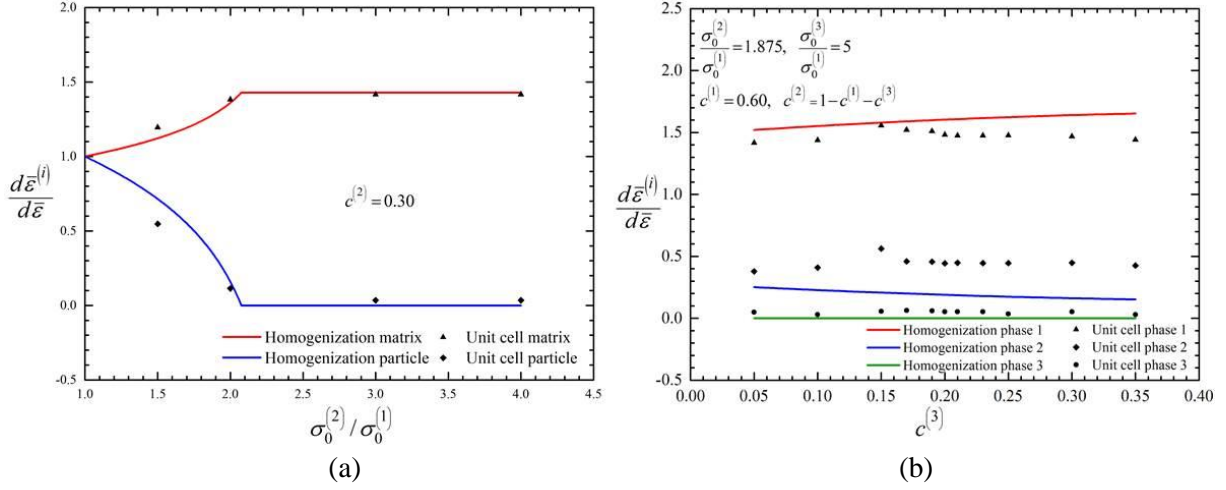 2.0
1.5
1.0
0.5
0.0
-0.5
dε̄⁽ⁱ⁾/dε̄
c⁽²⁾=0.30
Homogenization matrix
Homogenization particle
Unit cell matrix
Unit cell particle
1.0 1.5 2.0 2.5 3.0 3.5 4.0 4.5
σ₀⁽²⁾/σ₀⁽¹⁾
(a)
2.5
2.0
1.5
1.0
0.5
0.0
-0.5
dε̄⁽ⁱ⁾/dε̄
σ₀⁽²⁾/σ₀⁽¹⁾=1.875, σ₀⁽³⁾/σ₀⁽¹⁾=5
c⁽¹⁾=0.60, c⁽²⁾=1−c⁽¹⁾−c⁽³⁾
Homogenization phase 1
Homogenization phase 2
Homogenization phase 3
Unit cell phase 1
Unit cell phase 2
Unit cell phase 3
0.00 0.05 0.10 0.15 0.20 0.25 0.30 0.35 0.40
c⁽³⁾
(b)